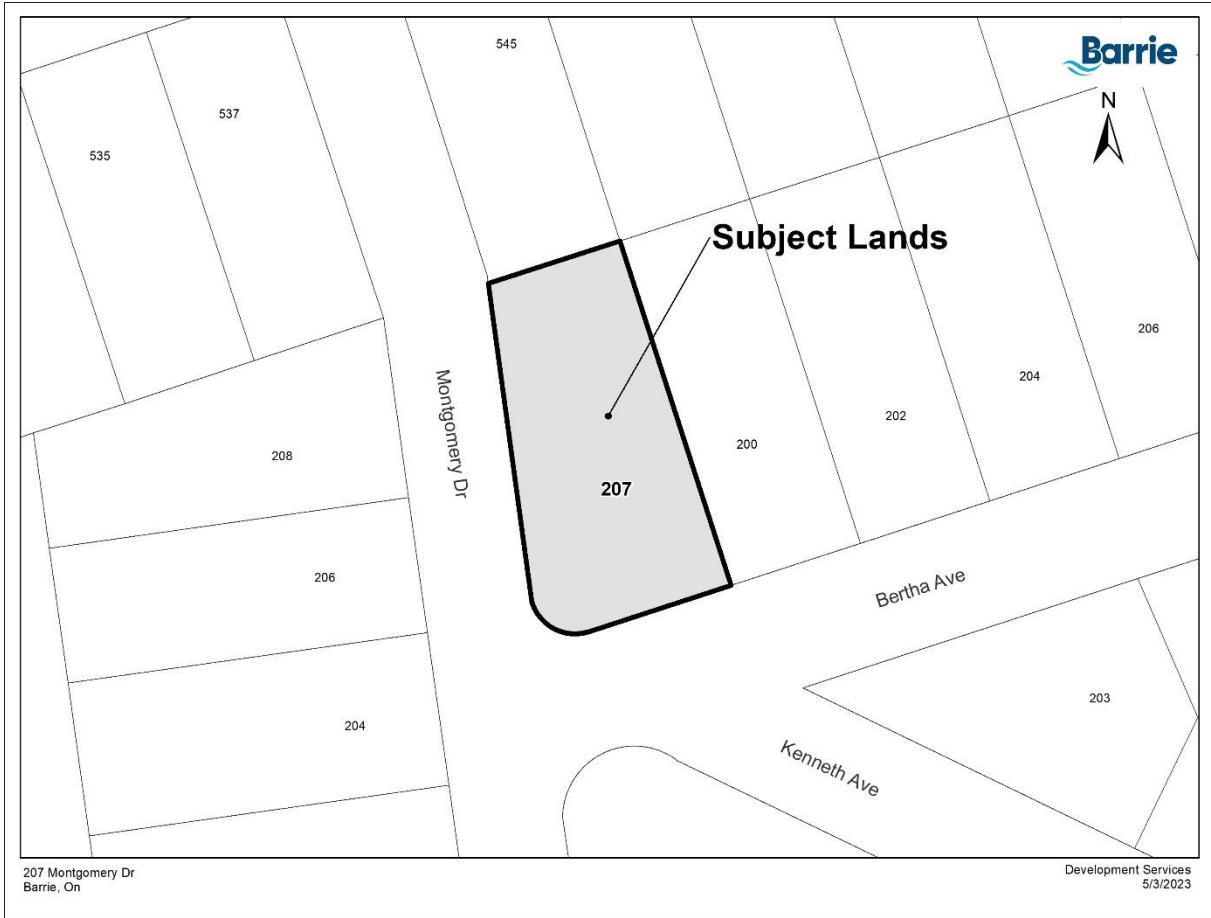 545
Barrie
N
537
535
Subject Lands
206
204
202
200
Montgomery Dr
208
207
206
Bertha Ave
203
204
Kenneth Ave
207 Montgomery Dr
Barrie, On
Development Services
5/3/2023